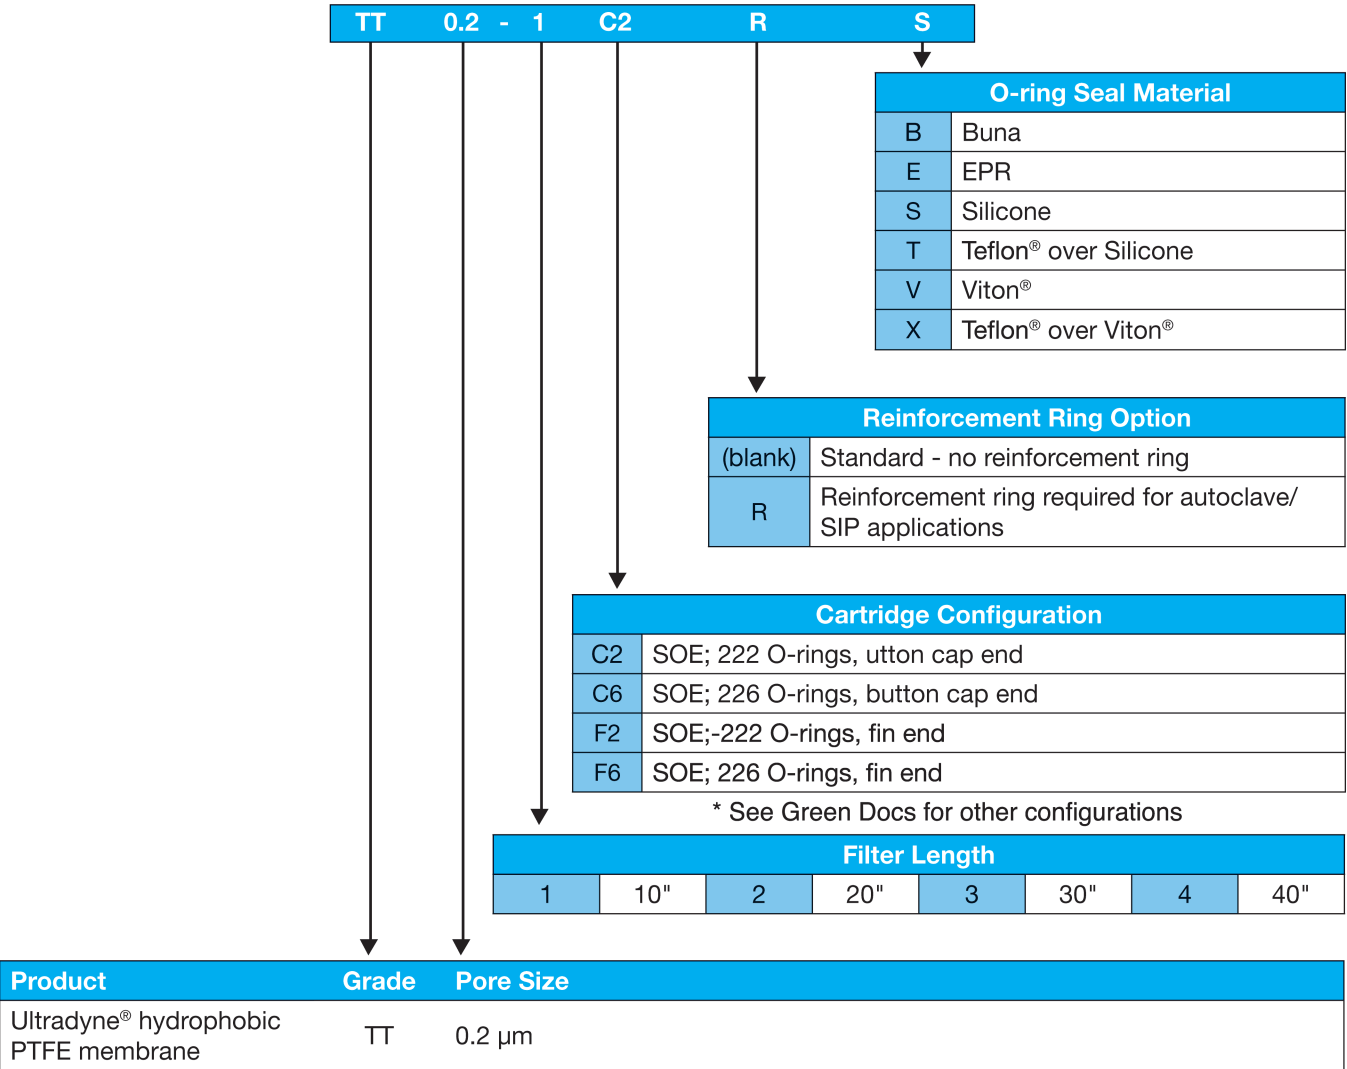 TT 0.2 - 1 C2 R S
O-ring Seal Material
B Buna
E EPR
S Silicone
T Teflon® over Silicone
V Viton®
X Teflon® over Viton®
Reinforcement Ring Option
(blank) Standard - no reinforcement ring
R Reinforcement ring required for autoclave/
SIP applications
Cartridge Configuration
C2 SOE; 222 O-rings, utton cap end
C6 SOE; 226 O-rings, button cap end
F2 SOE;-222 O-rings, fin end
F6 SOE; 226 O-rings, fin end
* See Green Docs for other configurations
Filter Length
1 10" 2 20" 3 30" 4 40"
Product Grade Pore Size
Ultradyne® hydrophobic
PTFE membrane
TT 0.2 µm